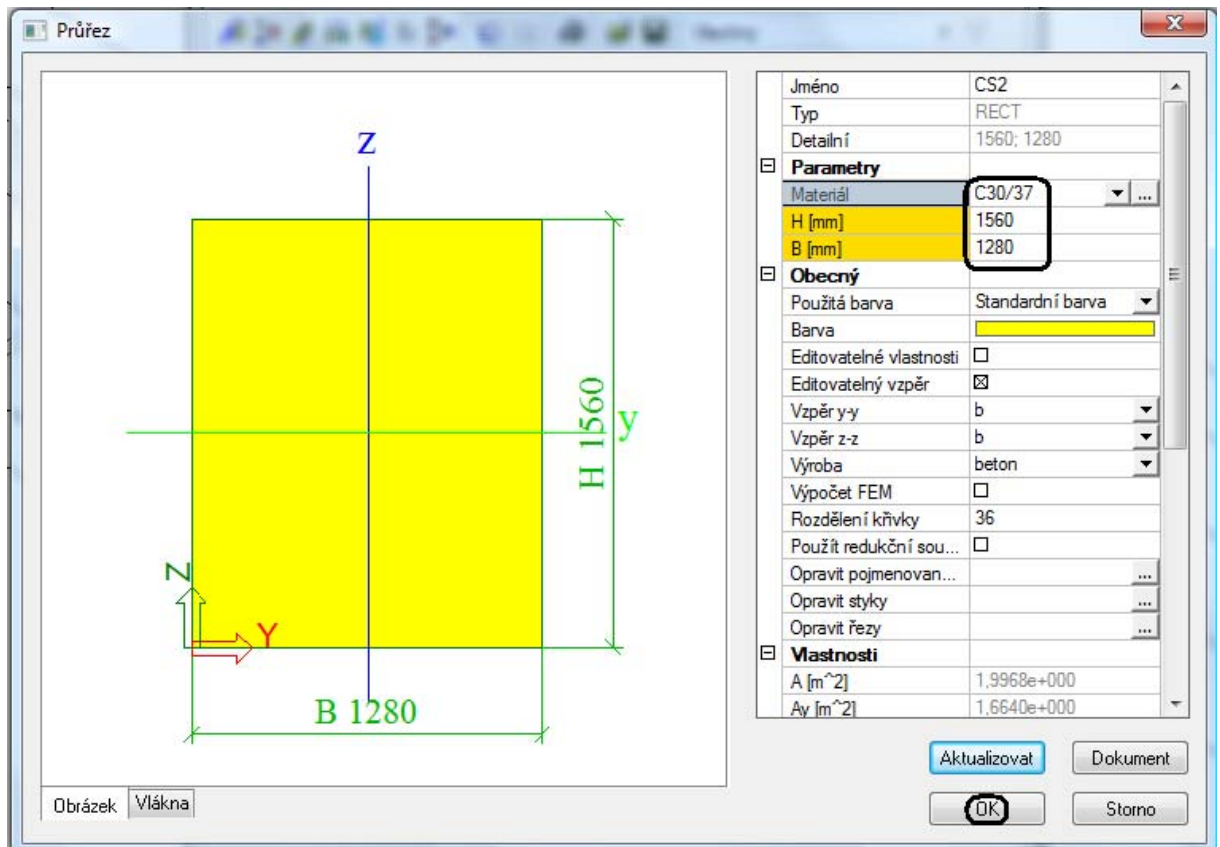 Průřez
Z
H 1560
y
Z
Y
B 1280
Obrázek Vlákna
Jméno CS2
Typ RECT
Detailní 1560; 1280
Parametry
Materiál C30/37 ...
H [mm] 1560
B [mm] 1280
Obecný
Použitá barva Standardní barva
Barva
Editovatelné vlastnosti
Editovatelný vzpěr
Vzpěr y-y b
Vzpěr z-z b
Výroba beton
Výpočet FEM
Rozdělení křivky 36
Použít redukční sou...
Opravit pojmenovan... ...
Opravit styky ...
Opravit řezy ...
Vlastnosti
A [m^2] 1,9968e+000
Ay [m^2] 1,6640e+000
Aktualizovat Dokument
OK Storno